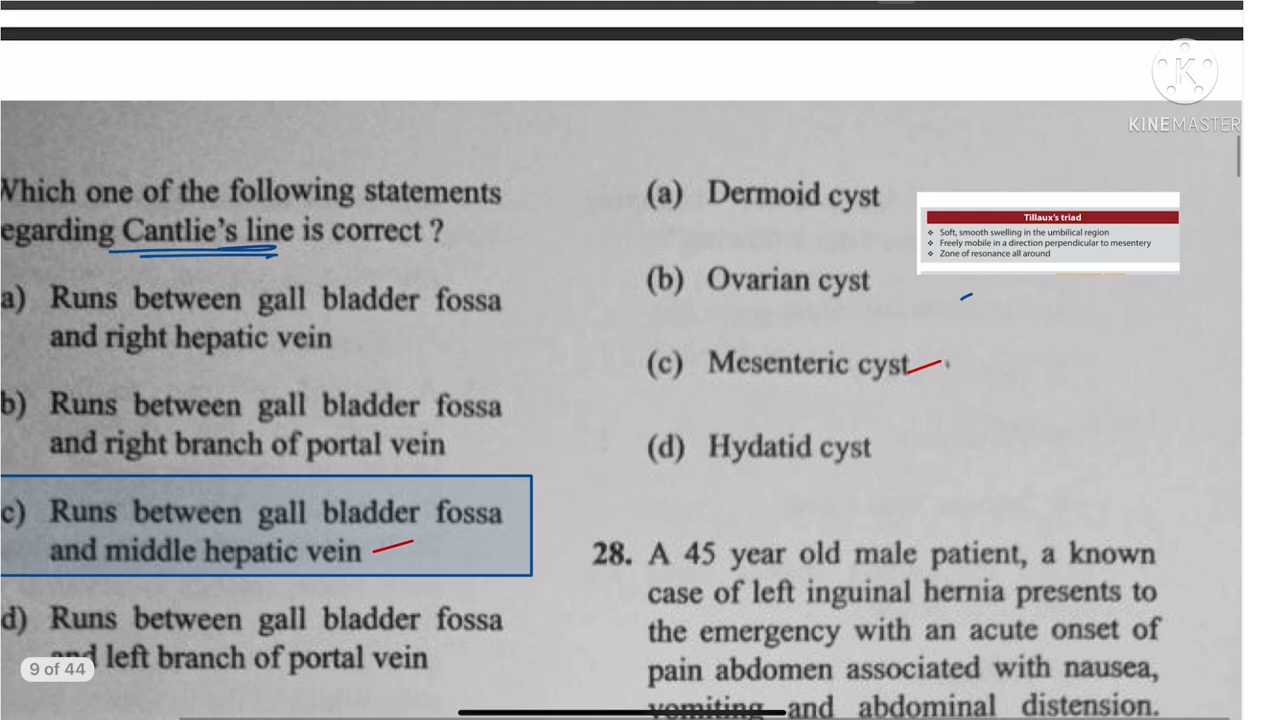 KINEMASTER
Which one of the following statements
egarding Cantlie's line is correct ?
a) Runs between gall bladder fossa
and right hepatic vein
b) Runs between gall bladder fossa
and right branch of portal vein
c) Runs between gall bladder fossa
and middle hepatic vein
d) Runs between gall bladder fossa
and left branch of portal vein
9 of 44
(a) Dermoid cyst
(b) Ovarian cyst
(c) Mesenteric cyst
(d) Hydatid cyst
Tillaux's triad
Soft, smooth swelling in the umbilical region
Freely mobile in a direction perpendicular to mesentery
Zone of resonance all around
28. A 45 year old male patient, a known
case of left inguinal hernia presents to
the emergency with an acute onset of
pain abdomen associated with nausea,
vomiting and abdominal distension.